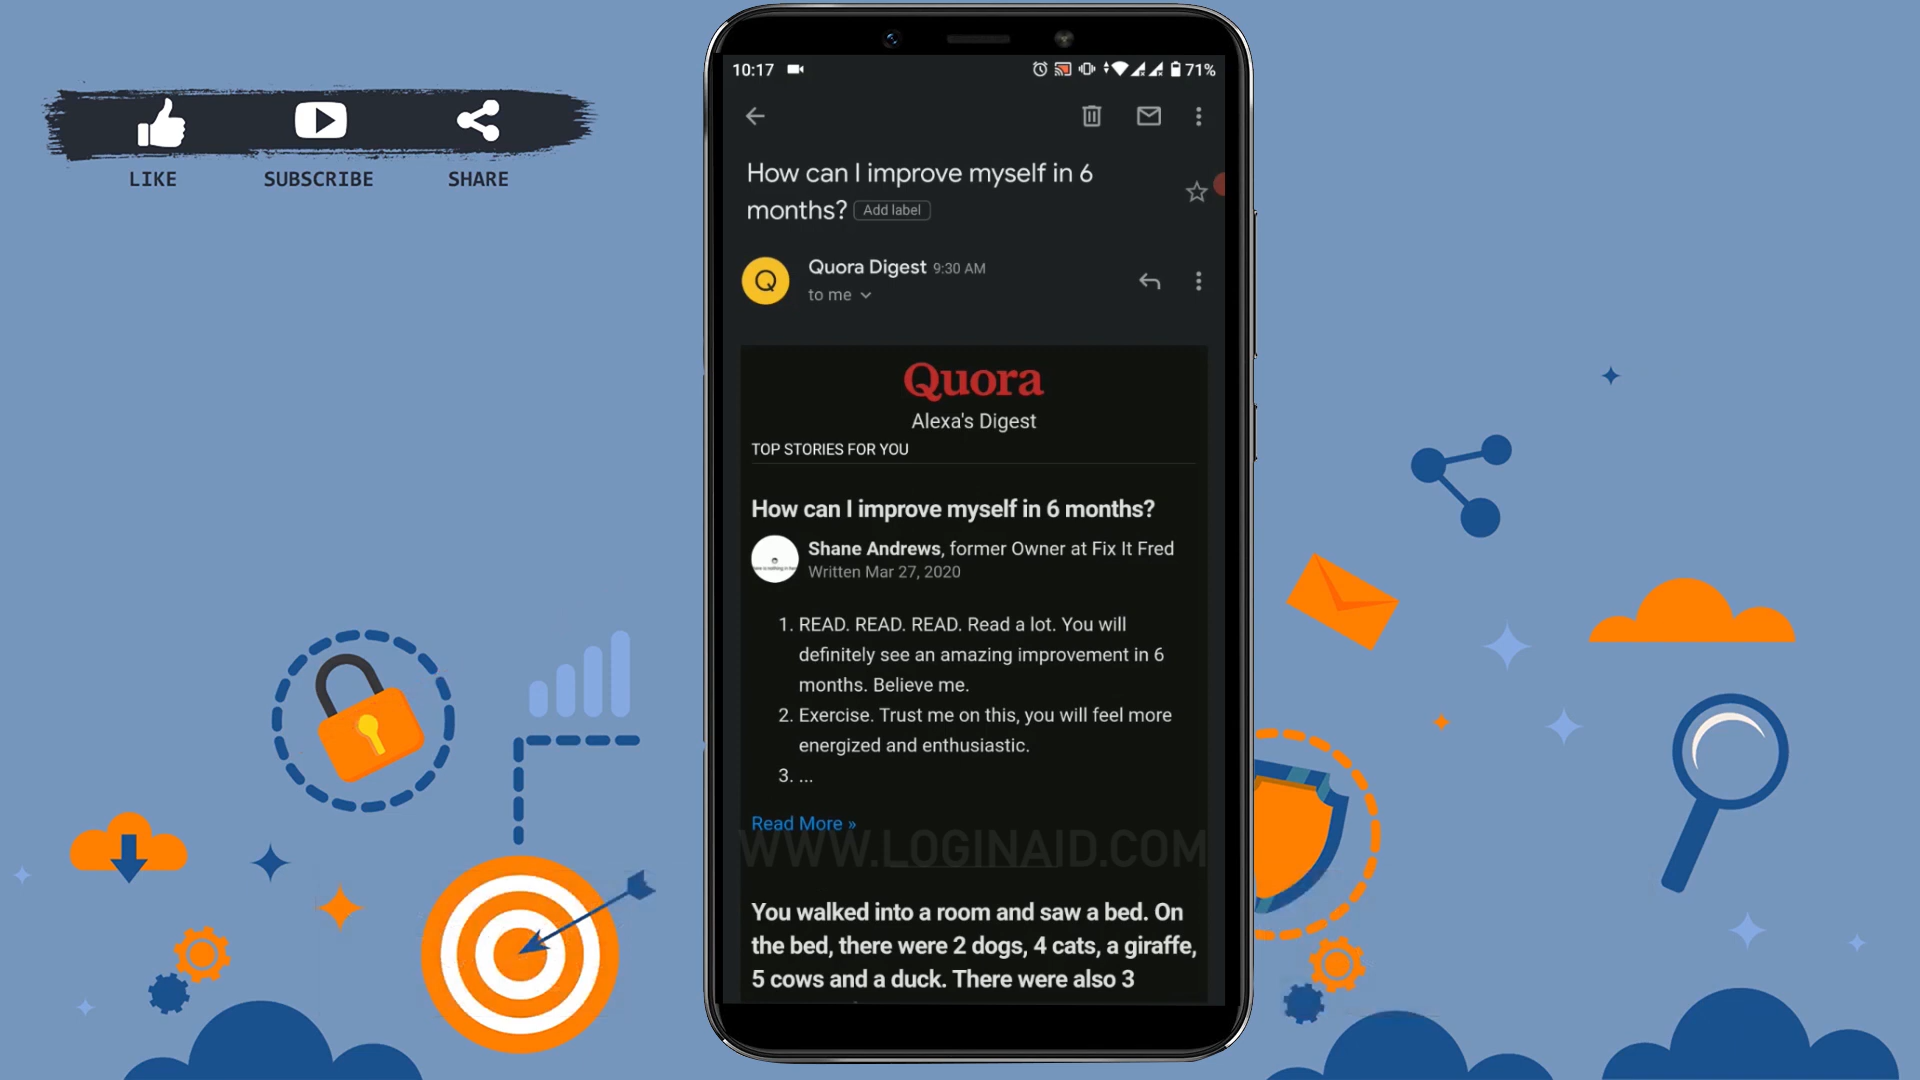 LIKE
SUBSCRIBE
SHARE
10:17
71%
How can I improve myself in 6
months? Add label
Q
Quora Digest 9:30 AM
to me
Quora
Alexa's Digest
TOP STORIES FOR YOU
How can I improve myself in 6 months?
Shane Andrews, former Owner at Fix It Fred
Written Mar 27, 2020
1. READ. READ. READ. Read a lot. You will
definitely see an amazing improvement in 6
months. Believe me.
2. Exercise. Trust me on this, you will feel more
energized and enthusiastic.
3. ...
Read More »
WWW.LOGINAID.COM
You walked into a room and saw a bed. On
the bed, there were 2 dogs, 4 cats, a giraffe,
5 cows and a duck. There were also 3